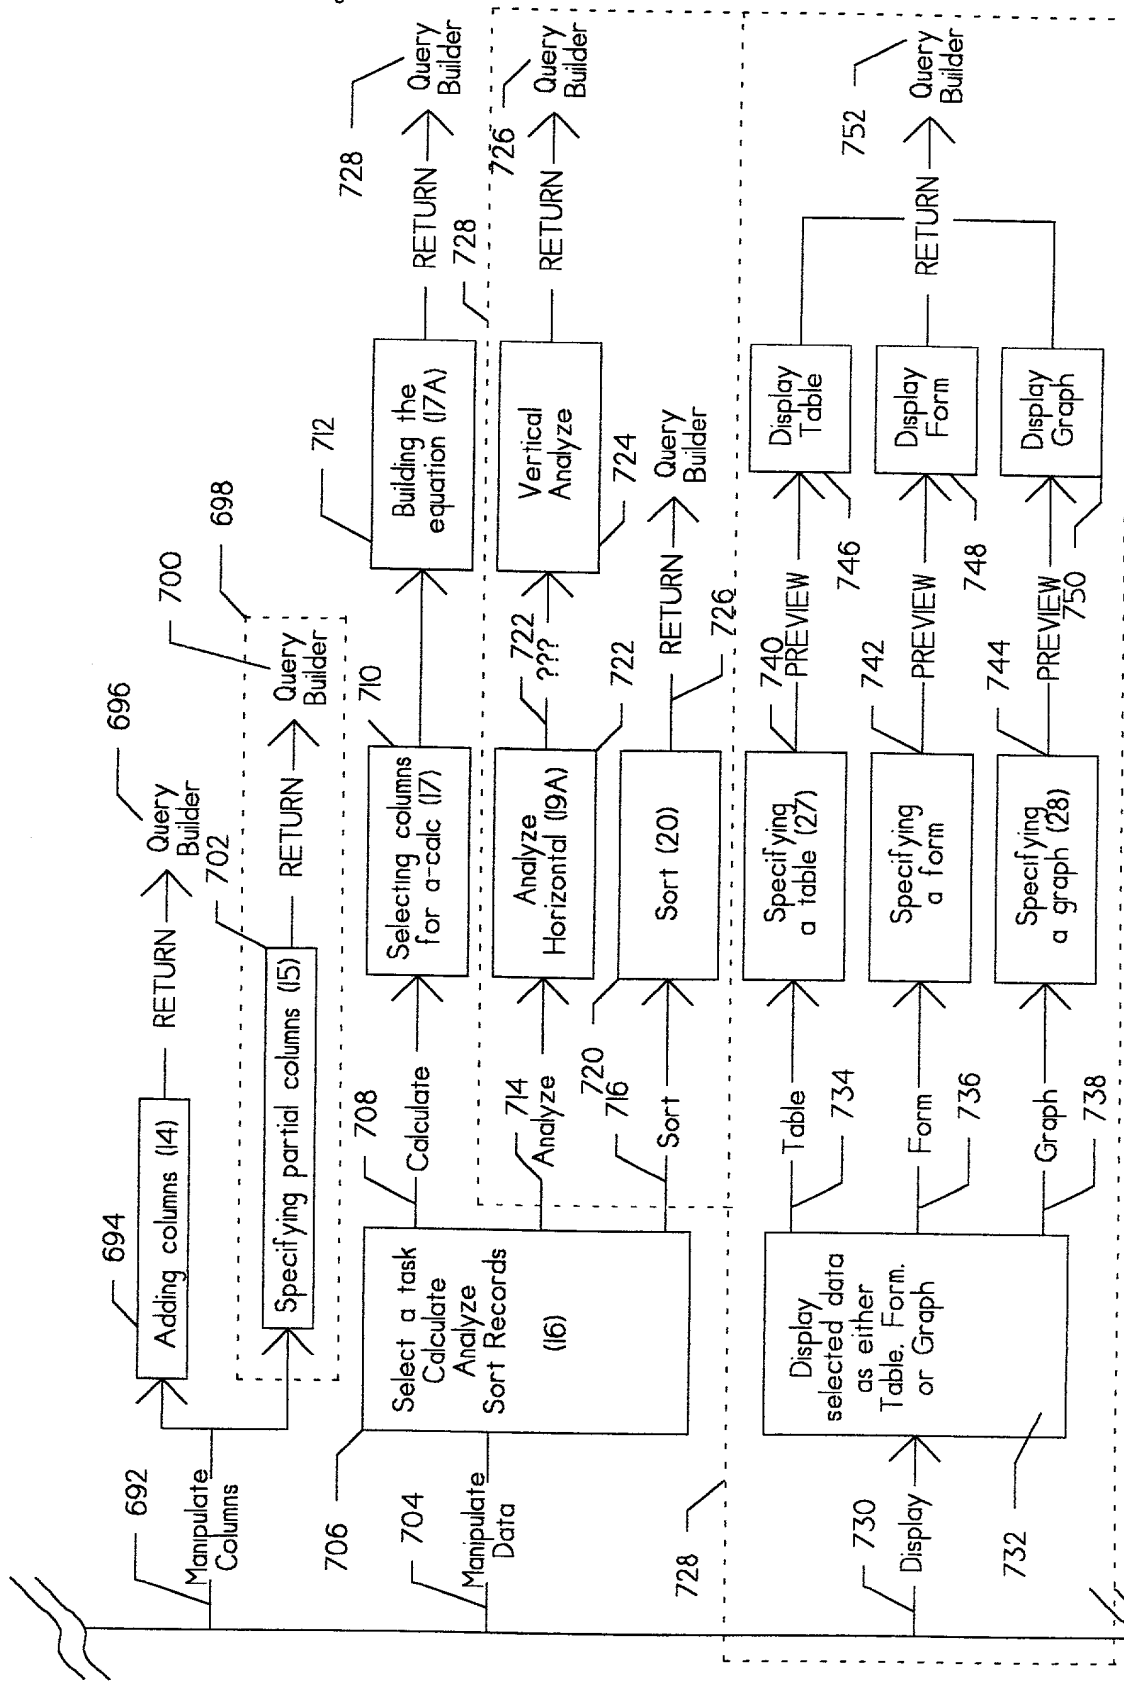 692
Manipulate
Columns
694
Adding columns (14)
RETURN
Query
Builder
696
Specifying partial columns (15)
702
RETURN
Query
Builder
700
698
704
Manipulate
Data
706
Select a task
Calculate
Analyze
Sort Records
(16)
708
Calculate
710
Selecting columns
for a-calc (17)
712
Building the
equation (17A)
RETURN
Query
Builder
728
728
714
Analyze
Analyze
Horizontal (19A)
722
???
722
Vertical
Analyze
724
RETURN
Query
Builder
726
716
Sort
720
Sort (20)
RETURN
726
Query
Builder
728
730
Display
732
Display
selected data
as either
Table. Form.
or Graph
Table
734
Specifying
a table (27)
740
PREVIEW
746
Display
Table
Form
736
Specifying
a form
742
PREVIEW
748
Display
Form
Graph
738
Specifying
a graph (28)
744
PREVIEW
750
Display
Graph
RETURN
Query
Builder
752